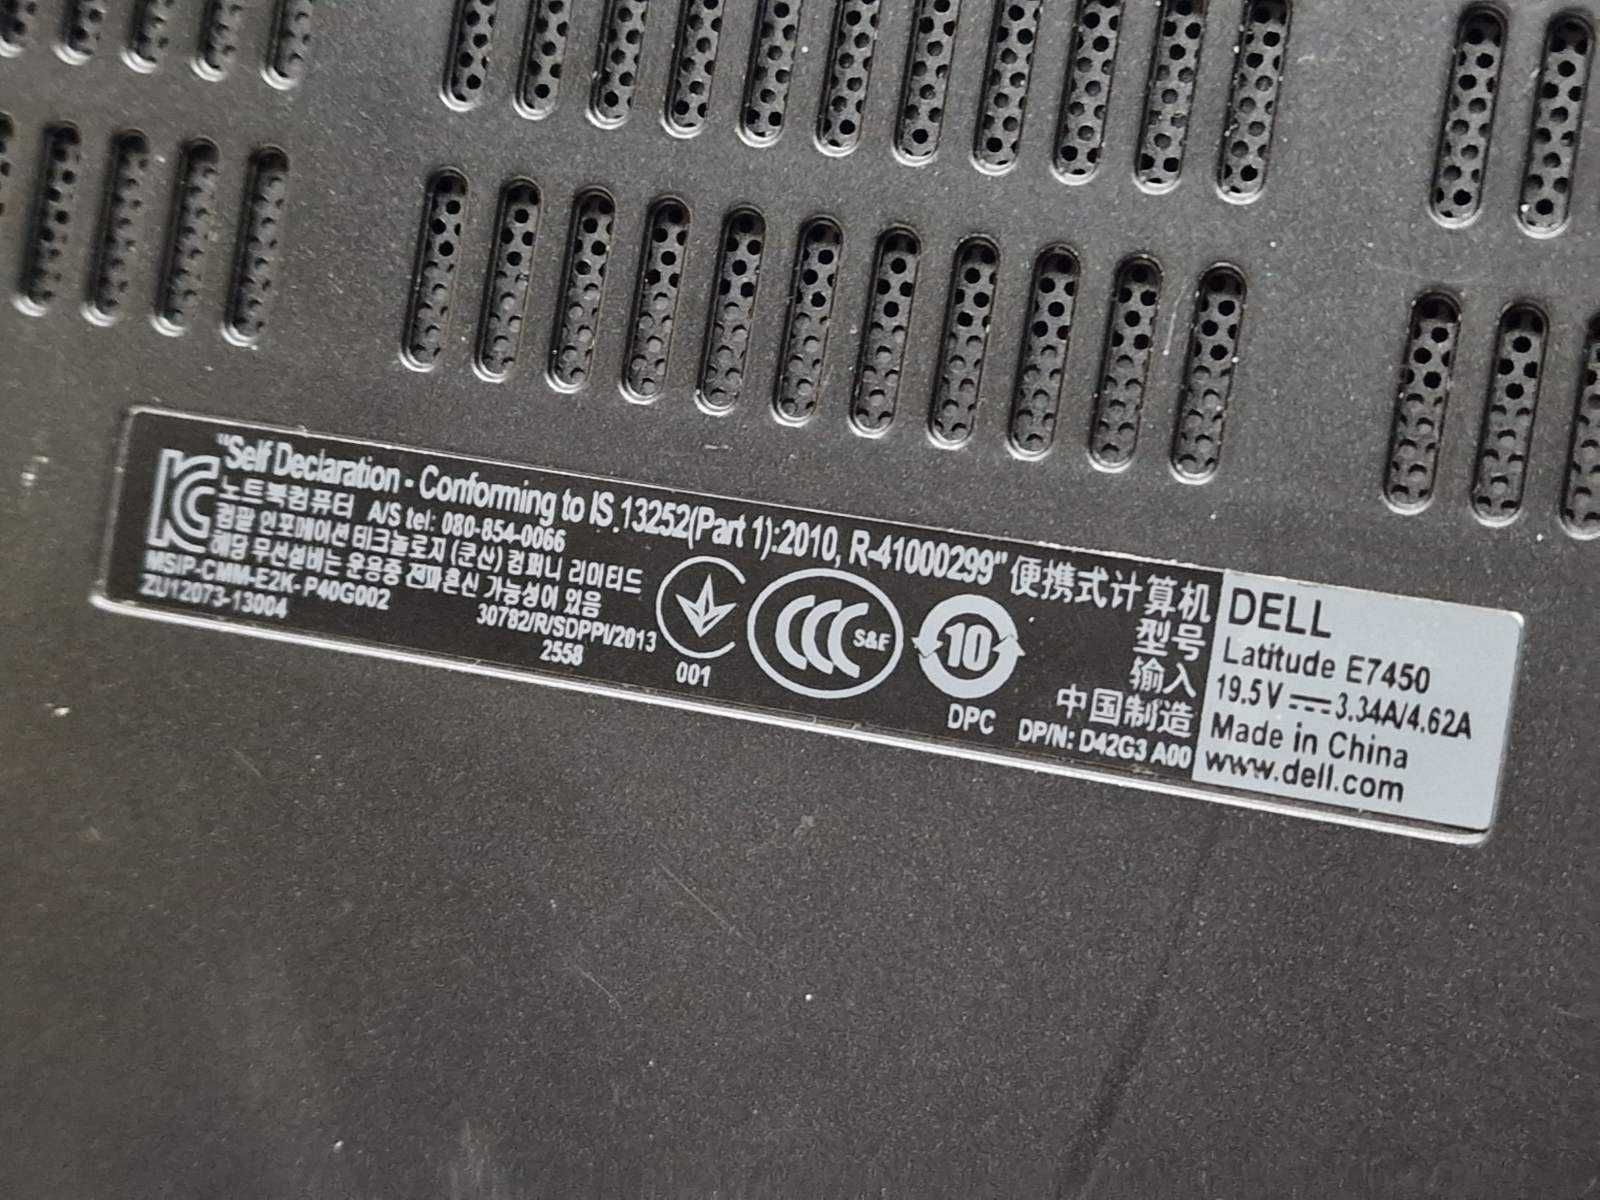 "Self Declaration - Conforming to IS.13252(Part 1):2010, R-41000299"
노트북컴퓨터 A/S tel: 080-854-0066
컴팔 인포메이션 테크놀로지 (쿤산) 컴퍼니 리미티드
해당 무선설비는 운용중 전파혼신 가능성이 있음
MSIP-CMM-E2K-P40G002
ZU12073-13004
30782/R/SDPPI/2013
2558
001
CCC S&E
10
DPC
便携式计算机
型号
输入
中国制造
DP/N: D42G3 A00
DELL
Latitude E7450
19.5V ⎓ 3.34A/4.62A
Made in China
www.dell.com